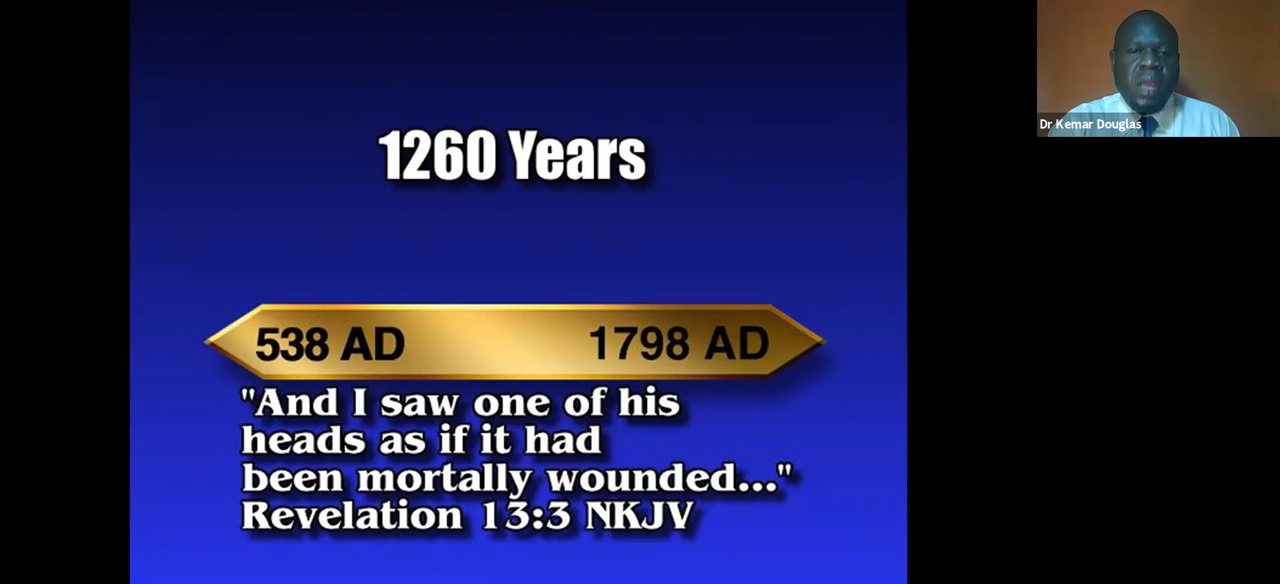 1260 Years
538 AD 1798 AD
"And I saw one of his
heads as if it had
been mortally wounded..."
Revelation 13:3 NKJV
Dr Kemar Douglas